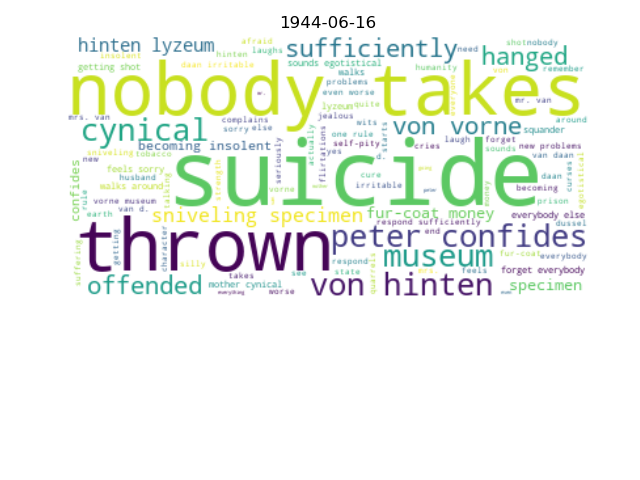 1944-06-16
hinten lyzeum
afraid
laughs
sufficiently
need
shot
nobody
hanged
insolent
hinten
daan irritable
sounds egotistical
humanity
van
around
getting shot
walks
remember
nobody takes
problems
even worse
everyone
mrs. van
w.
mr. van
complains
lyzeum
quite
cynical
sorry
else
jealous
wits
von vorne
squander
one rule
starts
becoming insolent
self-pity
cries
laugh
forget
new problems
sniveling
tobacco
seriously
actually
flirtations
yes
d.
sounds
van daan
new
suicide
feels sorry
husband
cure
daan
curses
egotistical
confides
walks around
stalking
strength
irritable
becoming
rule
vorne museum
vorne
money
prison
van d.
sniveling specimen
fur-coat money
everybody else
earth
respond sufficiently
dussel
thrown
end
peter confides
suffering
getting
character
silly
respond
museum
fur-coat
everybody
takes
see
state
quarrels
mrs.
feels
forget everybody
offended
mother cynical
von hinten
specimen
everything
worse